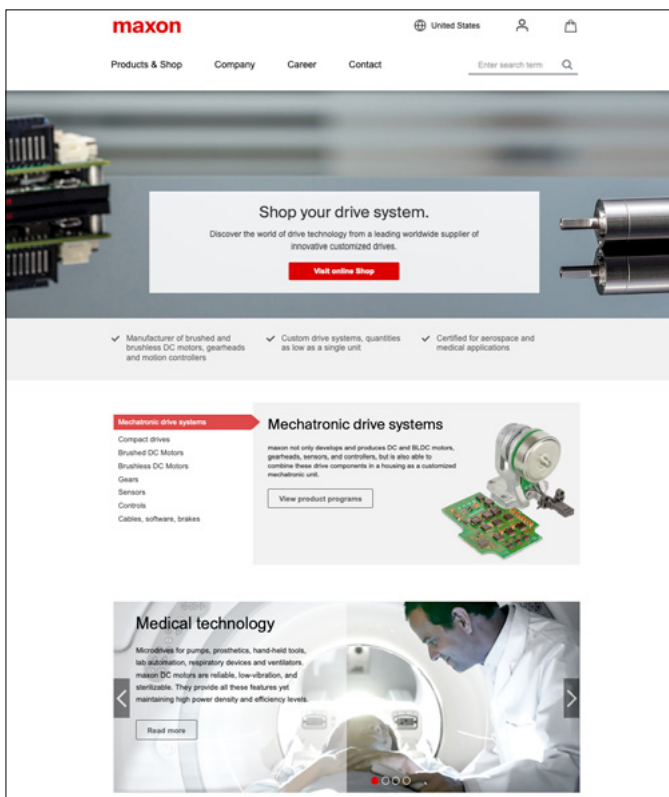 maxon
United States
Products & Shop
Company
Career
Contact
Enter search term
Shop your drive system.
Discover the world of drive technology from a leading worldwide supplier of
innovative customized drives.
Visit online Shop
Manufacturer of brushed and
brushless DC motors, gearheads
and motion controllers
Custom drive systems, quantities
as low as a single unit
Certified for aerospace and
medical applications
Mechatronic drive systems
Compact drives
Brushed DC Motors
Brushless DC Motors
Gears
Sensors
Controls
Cables, software, brakes
Mechatronic drive systems
maxon not only develops and produces DC and BLDC motors,
gearheads, sensors, and controllers, but is also able to
combine these drive components in a housing as a customized
mechatronic unit.
View product programs
Medical technology
Microdrives for pumps, prosthetics, hand-held tools,
lab automation, respiratory devices and ventilators.
maxon DC motors are reliable, low-vibration, and
sterilizable. They provide all these features yet
maintaining high power density and efficiency levels.
Read more